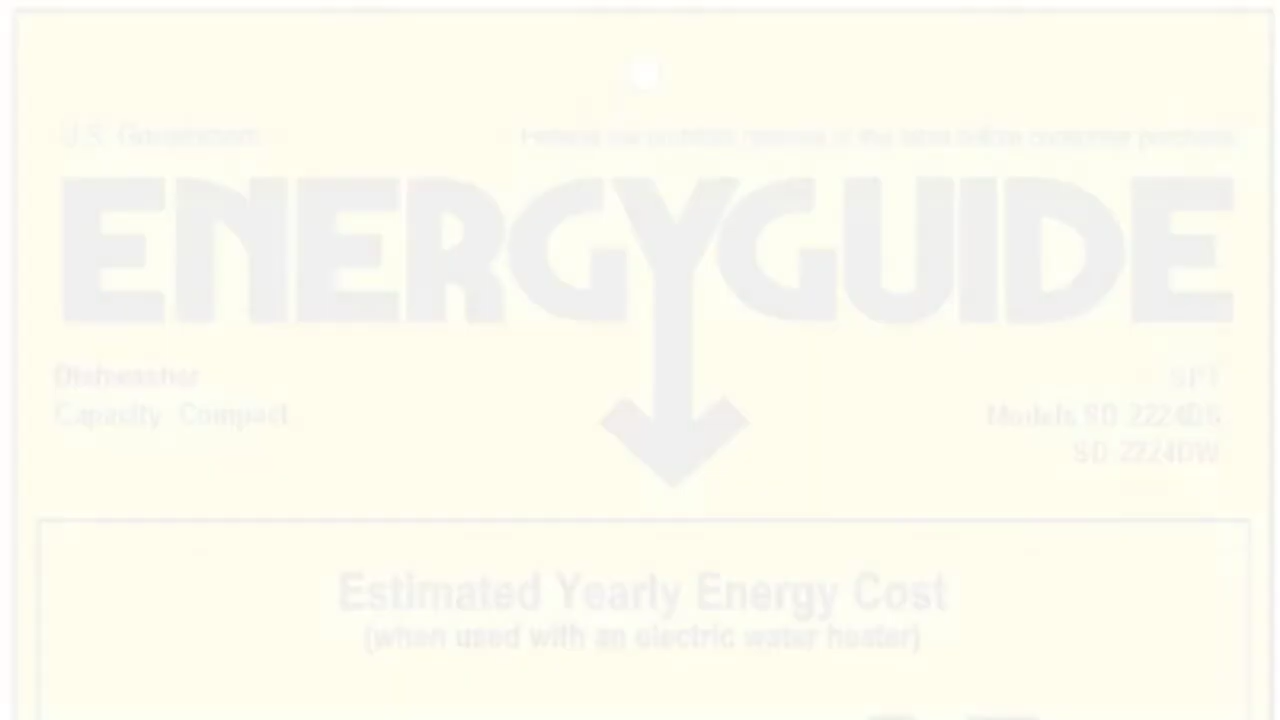 U.S. Government
Federal law prohibits removal of this label before consumer purchase.
ENERGYGUIDE
Dishwasher
Capacity: Compact
SPT
Models SD-2224DS
SD-2224DW
Estimated Yearly Energy Cost
(when used with an electric water heater)